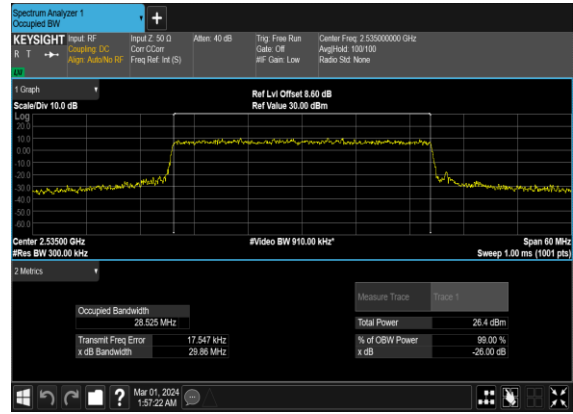 Spectrum Analyzer 1
Occupied BW
+
KEYSIGHT Input: RF Input Z: 50 Ω Atten: 40 dB Trig: Free Run Center Freq: 2.535000000 GHz
R T Coupling: DC Corr CCorr Gate: Off Avg|Hold: 100/100
Align: Auto/No RF Freq Ref: Int (S) #IF Gain: Low Radio Std: None
1 Graph
Ref Lvl Offset 8.60 dB
Scale/Div 10.0 dB Ref Value 30.00 dBm
Log
20.0
10.0
0.00
-10.0
-20.0
-30.0
-40.0
-50.0
-60.0
Center 2.53500 GHz #Video BW 910.00 kHz* Span 60 MHz
#Res BW 300.00 kHz Sweep 1.00 ms (1001 pts)
2 Metrics
Measure Trace Trace 1
Occupied Bandwidth
28.525 MHz Total Power 26.4 dBm
Transmit Freq Error 17.547 kHz % of OBW Power 99.00 %
x dB Bandwidth 29.86 MHz x dB -26.00 dB
? Mar 01, 2024
1:57:22 AM